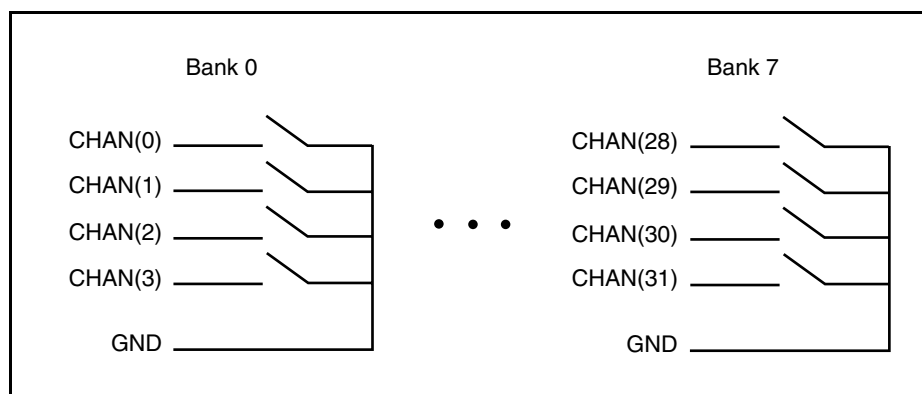 Bank 0
CHAN(0)
CHAN(1)
CHAN(2)
CHAN(3)
GND
Bank 7
CHAN(28)
CHAN(29)
CHAN(30)
CHAN(31)
GND